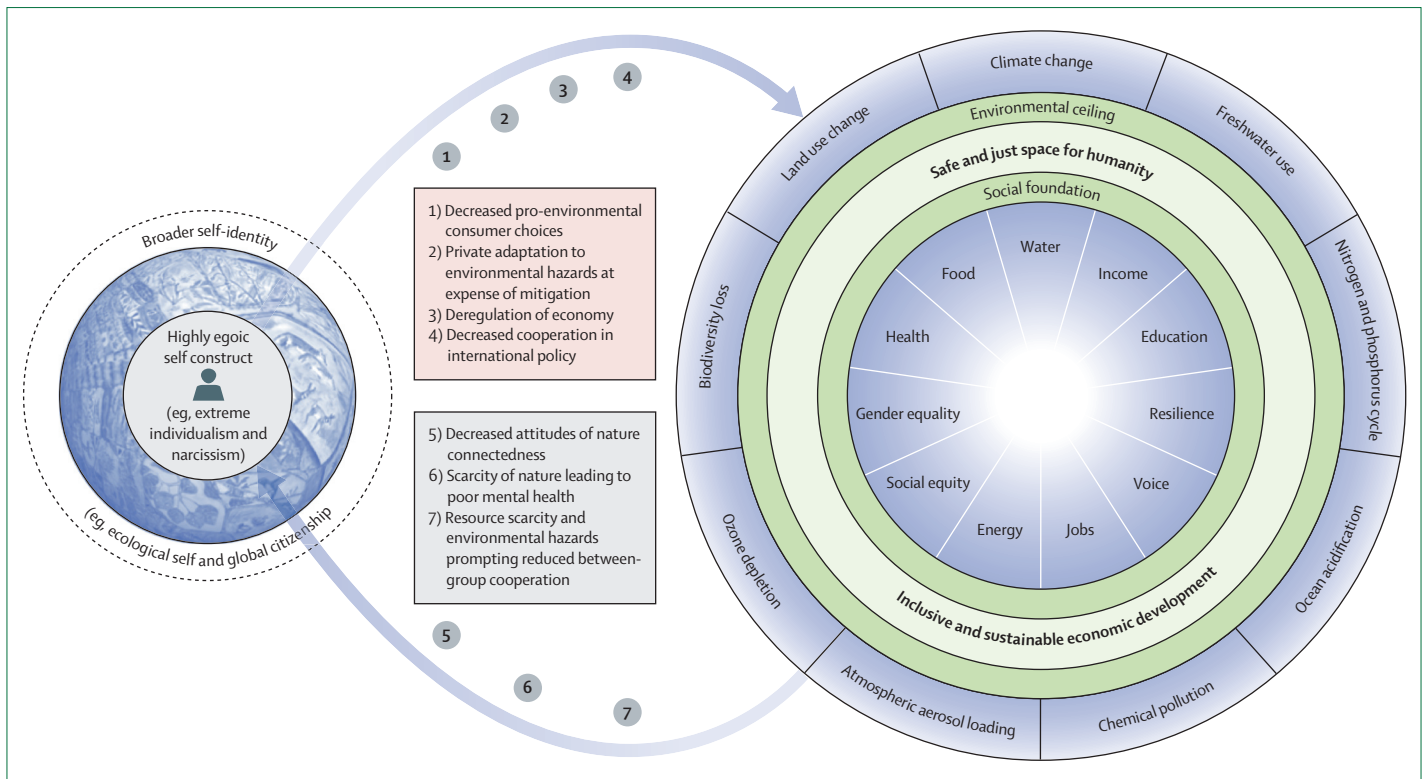 Broader self-identity
Highly egoic
self construct
(eg, extreme
individualism and
narcissism)
(eg, ecological self and global citizenship
1
2
3
4
1) Decreased pro-environmental
consumer choices
2) Private adaptation to
environmental hazards at
expense of mitigation
3) Deregulation of economy
4) Decreased cooperation in
international policy
5) Decreased attitudes of nature
connectedness
6) Scarcity of nature leading to
poor mental health
7) Resource scarcity and
environmental hazards
prompting reduced between-
group cooperation
5
6
7
Climate change
Freshwater use
Nitrogen and phosphorus cycle
Ocean acidification
Chemical pollution
Atmospheric aerosol loading
Ozone depletion
Biodiversity loss
Land use change
Environmental ceiling
Safe and just space for humanity
Social foundation
Water
Income
Education
Resilience
Voice
Jobs
Energy
Social equity
Gender equality
Health
Food
Inclusive and sustainable economic development